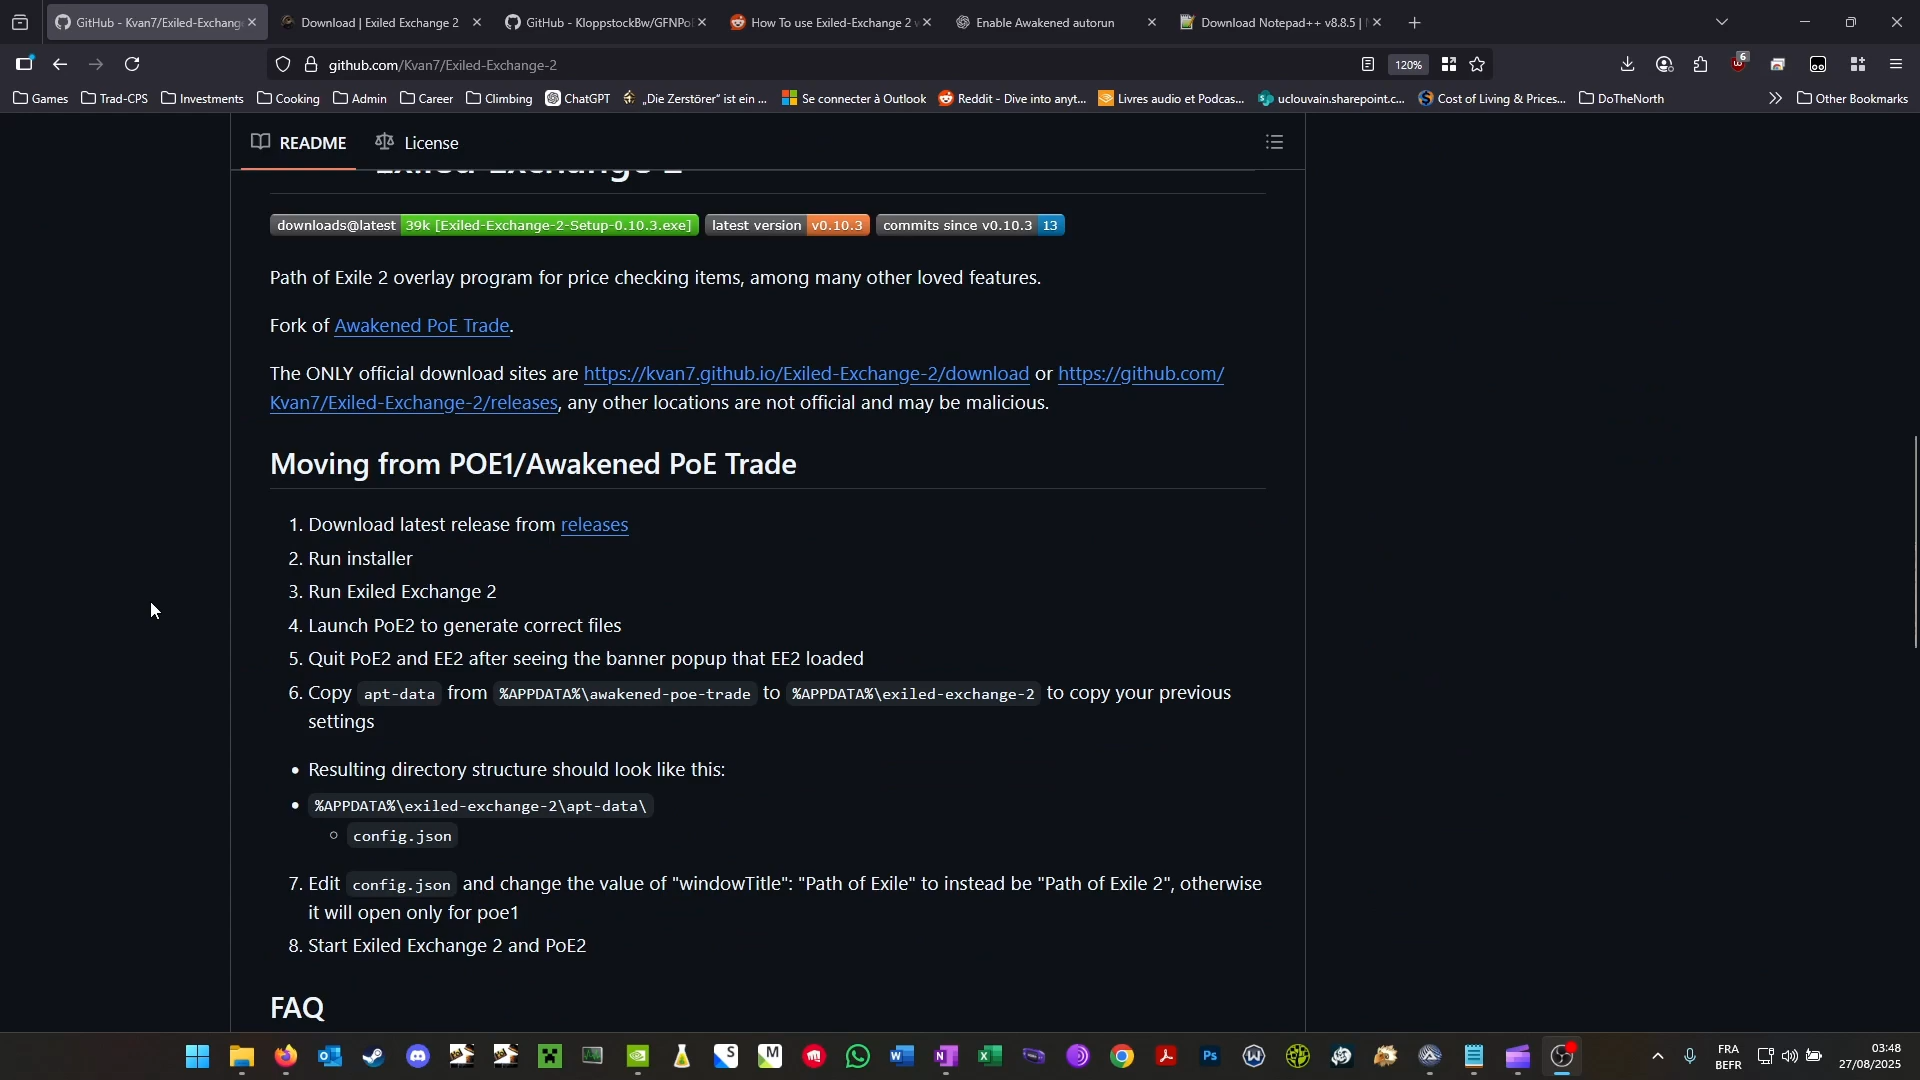 GitHub - Kvan7/Exiled-Exchang
Download | Exiled Exchange 2
GitHub - KloppstockBw/GFNPo
How To use Exiled-Exchange 2 v
Enable Awakened autorun
Download Notepad++ v8.8.5 |
github.com/Kvan7/Exiled-Exchange-2
120%
6
Games
Trad-CPS
Investments
Cooking
Admin
Career
Climbing
ChatGPT
„Die Zerstörer“ ist ein ...
Se connecter à Outlook
Reddit - Dive into anyt...
Livres audio et Podcas...
uclouvain.sharepoint.c...
Cost of Living & Prices...
DoTheNorth
Other Bookmarks
README
License
Exiled-Exchange-2
downloads@latest 39k [Exiled-Exchange-2-Setup-0.10.3.exe]
latest version v0.10.3
commits since v0.10.3 13
Path of Exile 2 overlay program for price checking items, among many other loved features.
Fork of Awakened PoE Trade.
The ONLY official download sites are https://kvan7.github.io/Exiled-Exchange-2/download or https://github.com/
Kvan7/Exiled-Exchange-2/releases, any other locations are not official and may be malicious.
Moving from POE1/Awakened PoE Trade
1. Download latest release from releases
2. Run installer
3. Run Exiled Exchange 2
4. Launch PoE2 to generate correct files
5. Quit PoE2 and EE2 after seeing the banner popup that EE2 loaded
6. Copy apt-data from %APPDATA%\awakened-poe-trade to %APPDATA%\exiled-exchange-2 to copy your previous
settings
• Resulting directory structure should look like this:
• %APPDATA%\exiled-exchange-2\apt-data\
◦ config.json
7. Edit config.json and change the value of "windowTitle": "Path of Exile" to instead be "Path of Exile 2", otherwise
it will open only for poe1
8. Start Exiled Exchange 2 and PoE2
FAQ
FRA
BEFR
03:48
27/08/2025